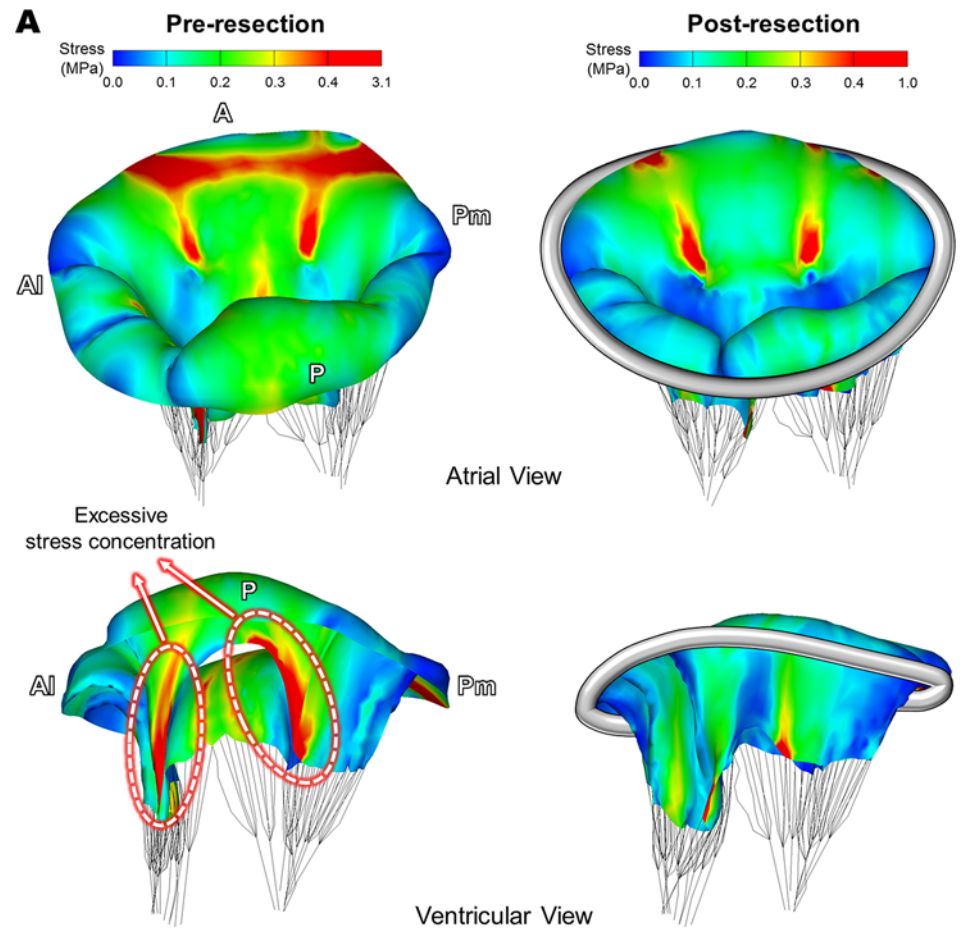 A
Pre-resection
Post-resection
Stress
(MPa)
0.0 0.1 0.2 0.3 0.4 3.1
Stress
(MPa)
0.0 0.1 0.2 0.3 0.4 1.0
A
Pm
Al
P
Atrial View
Excessive
stress concentration
P
Al
Pm
Ventricular View